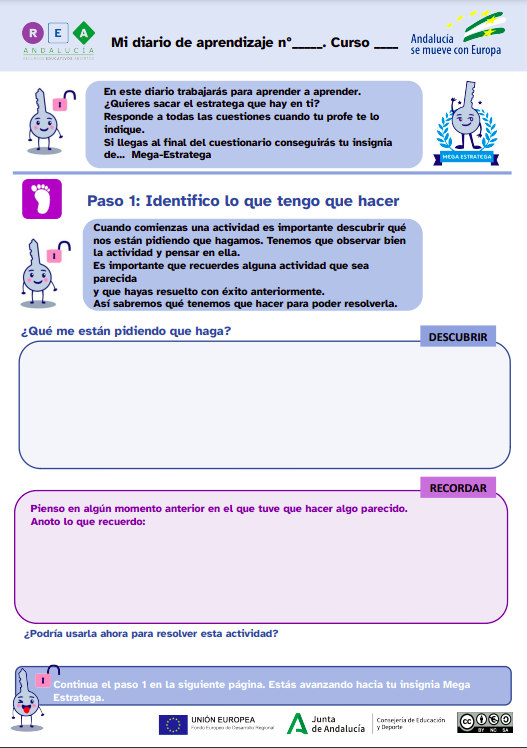 R E A
ANDALUCÍA
RECURSOS EDUCATIVOS ABIERTOS
Mi diario de aprendizaje n°_____. Curso ____
Andalucía
se mueve con Europa
En este diario trabajarás para aprender a aprender.
¿Quieres sacar el estratega que hay en ti?
Responde a todas las cuestiones cuando tu profe te lo
indique.
Si llegas al final del cuestionario conseguirás tu insignia
de... Mega-Estratega
MEGA ESTRATEGA
Paso 1: Identifico lo que tengo que hacer
Cuando comienzas una actividad es importante descubrir qué
nos están pidiendo que hagamos. Tenemos que observar bien
la actividad y pensar en ella.
Es importante que recuerdes alguna actividad que sea
parecida
y que hayas resuelto con éxito anteriormente.
Así sabremos qué tenemos que hacer para poder resolverla.
¿Qué me están pidiendo que haga?
DESCUBRIR
RECORDAR
Pienso en algún momento anterior en el que tuve que hacer algo parecido.
Anoto lo que recuerdo:
¿Podría usarla ahora para resolver esta actividad?
Continua el paso 1 en la siguiente página. Estás avanzando hacia tu insignia Mega
Estratega.
UNIÓN EUROPEA
Fondo Europeo de Desarrollo Regional
Junta
de Andalucía
Consejería de Educación
y Deporte
CC
BY NC SA